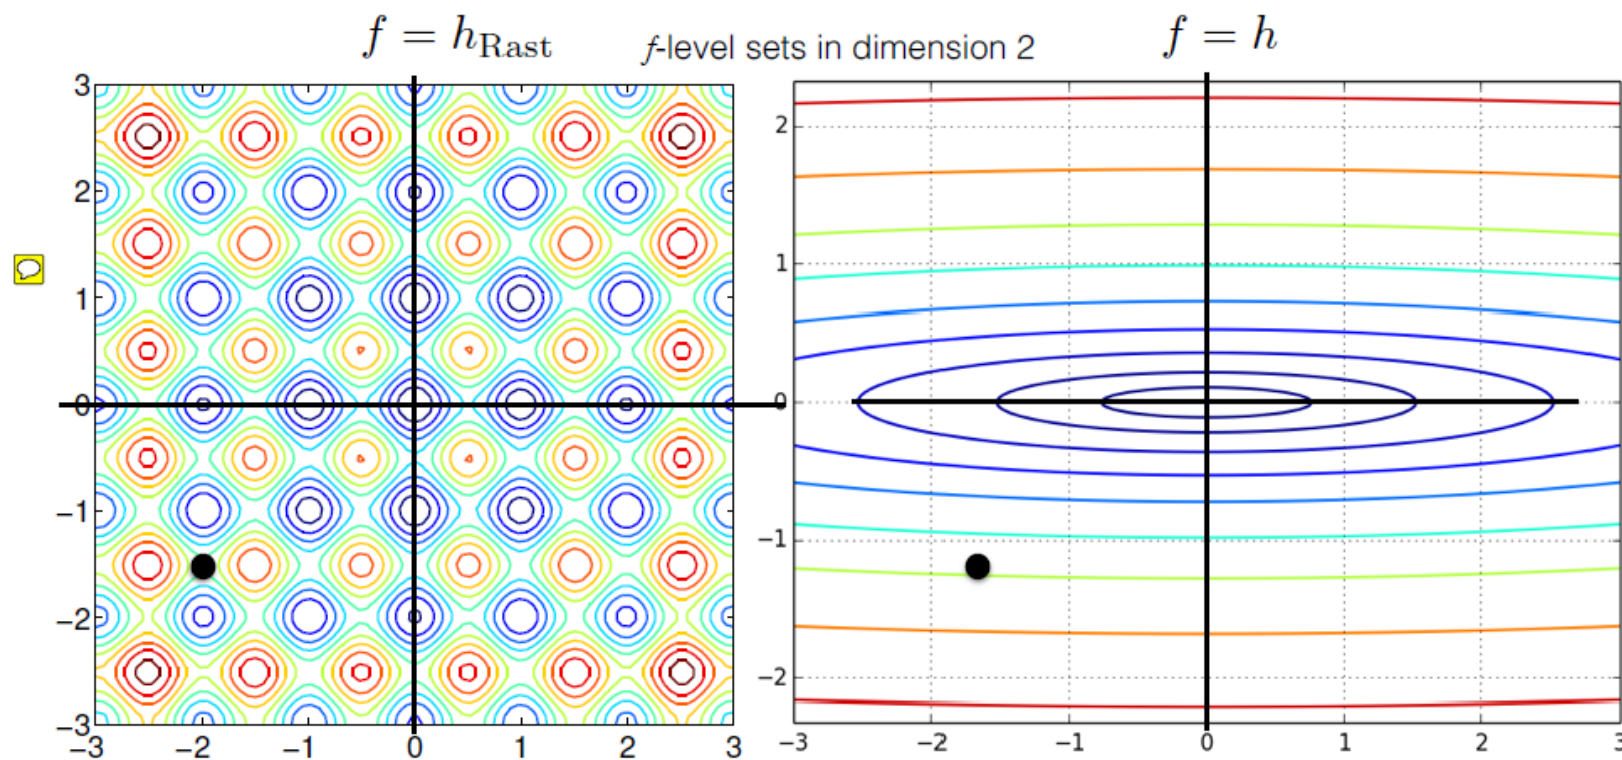 f = h_Rast
f-level sets in dimension 2
f = h
3
2
1
0
−1
−2
−3
−3 −2 −1 0 1 2 3
2
1
0
−1
−2
−3 −2 −1 0 1 2 3